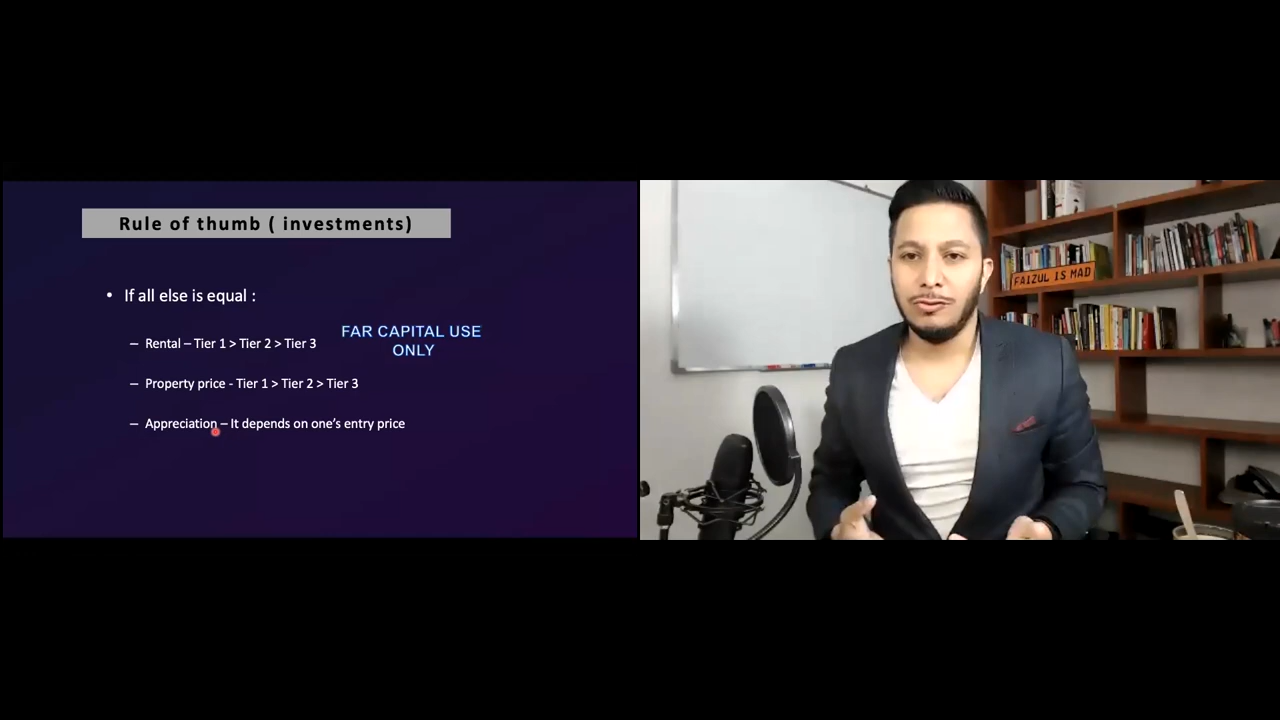 Rule of thumb ( investments)
• If all else is equal :
– Rental – Tier 1 > Tier 2 > Tier 3
FAR CAPITAL USE
ONLY
– Property price - Tier 1 > Tier 2 > Tier 3
– Appreciation – It depends on one’s entry price
FAIZUL IS MAD